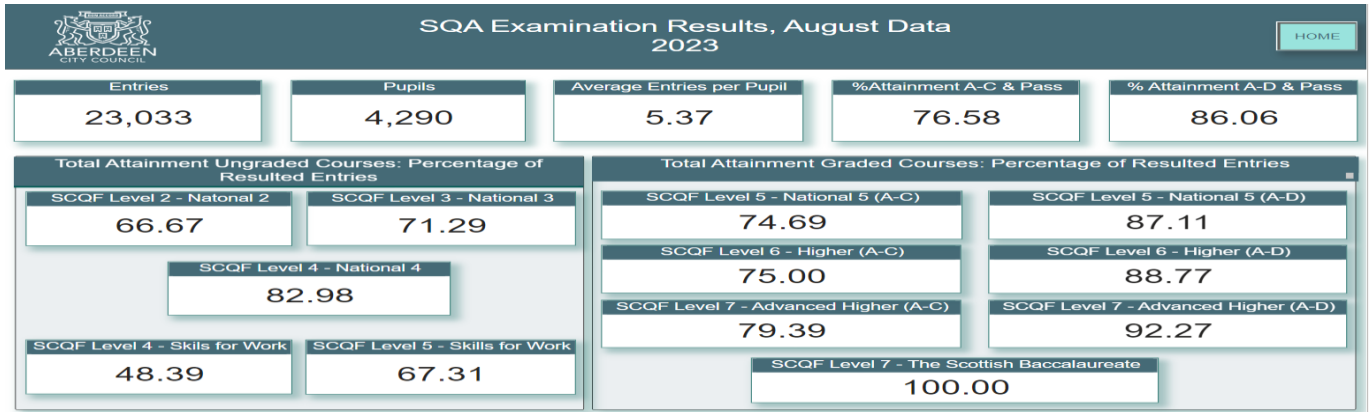 SQA Examination Results, August Data
2023
ABERDEEN
CITY COUNCIL
HOME
Entries
23,033
Pupils
4,290
Average Entries per Pupil
5.37
%Attainment A-C & Pass
76.58
% Attainment A-D & Pass
86.06
Total Attainment Ungraded Courses: Percentage of
Resulted Entries
SCQF Level 2 - Natonal 2
66.67
SCQF Level 3 - National 3
71.29
SCQF Level 4 - National 4
82.98
SCQF Level 4 - Skils for Work
48.39
SCQF Level 5 - Skills for Work
67.31
Total Attainment Graded Courses: Percentage of Resulted Entries
SCQF Level 5 - National 5 (A-C)
74.69
SCQF Level 5 - National 5 (A-D)
87.11
SCQF Level 6 - Higher (A-C)
75.00
SCQF Level 6 - Higher (A-D)
88.77
SCQF Level 7 - Advanced Higher (A-C)
79.39
SCQF Level 7 - Advanced Higher (A-D)
92.27
SCQF Level 7 - The Scottish Baccalaureate
100.00